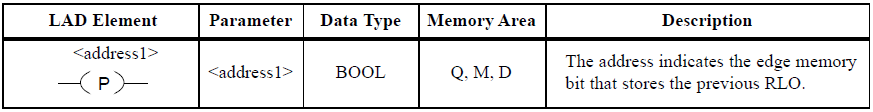 LAD Element Parameter Data Type Memory Area Description
<address1>
P
<address1> BOOL Q, M, D
The address indicates the edge memory
bit that stores the previous RLO.